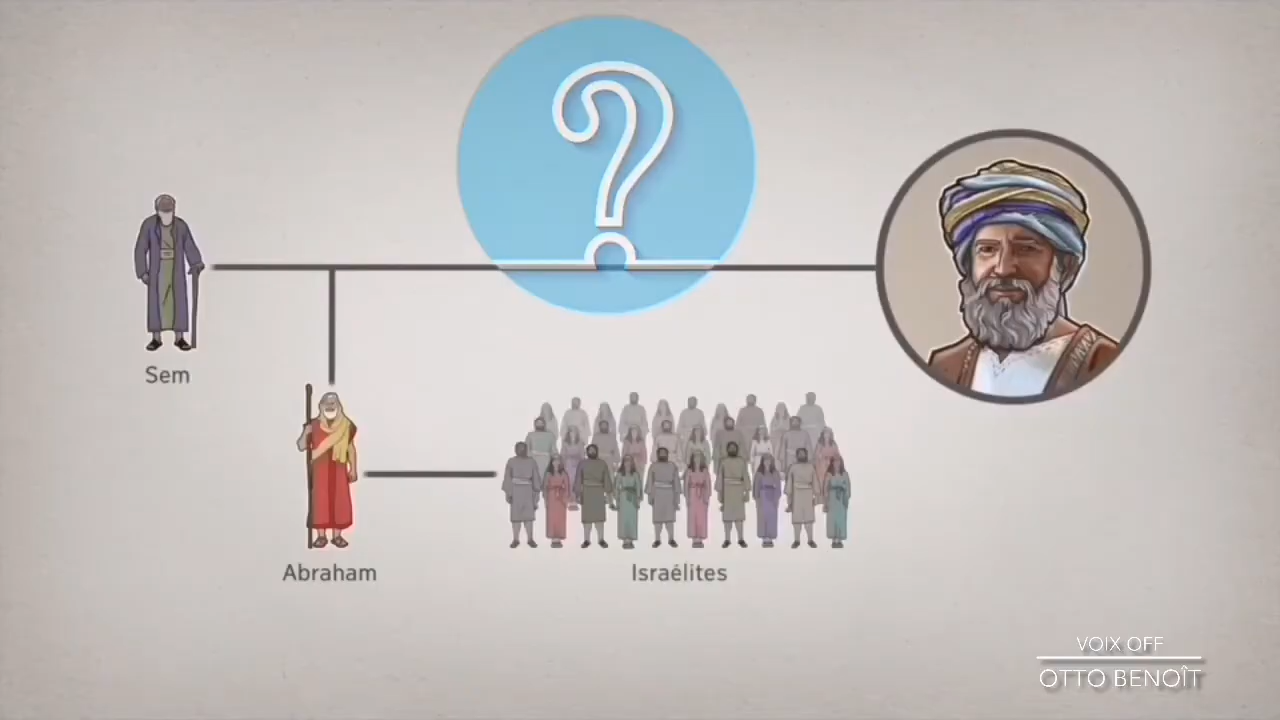 ?
Sem
Abraham
Israélites
VOIX OFF
OTTO BENOÎT